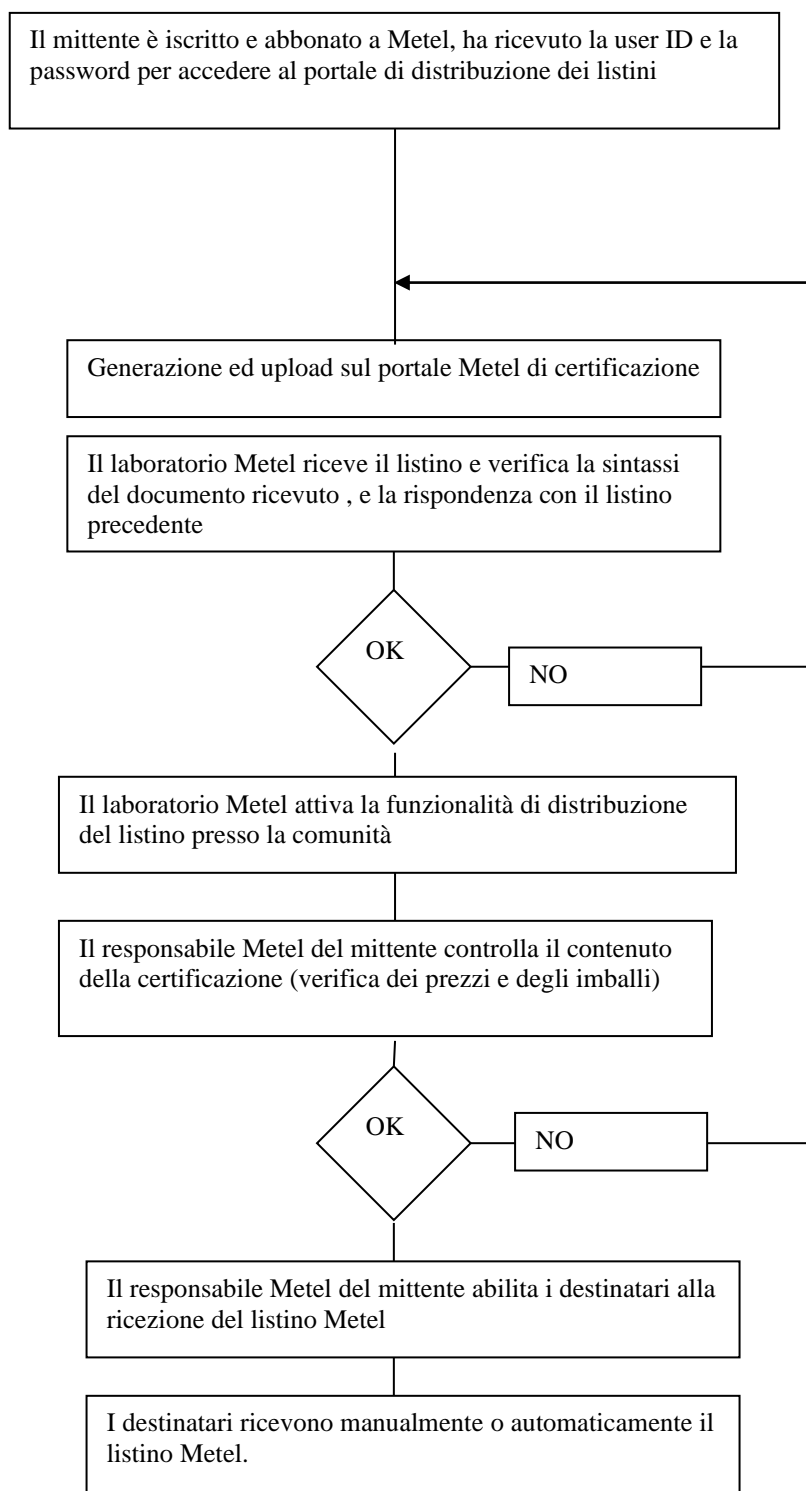 Il mittente è iscritto e abbonato a Metel, ha ricevuto la user ID e la
password per accedere al portale di distribuzione dei listini
Generazione ed upload sul portale Metel di certificazione
Il laboratorio Metel riceve il listino e verifica la sintassi
del documento ricevuto , e la rispondenza con il listino
precedente
OK
NO
Il laboratorio Metel attiva la funzionalità di distribuzione
del listino presso la comunità
Il responsabile Metel del mittente controlla il contenuto
della certificazione (verifica dei prezzi e degli imballi)
OK
NO
Il responsabile Metel del mittente abilita i destinatari alla
ricezione del listino Metel
I destinatari ricevono manualmente o automaticamente il
listino Metel.